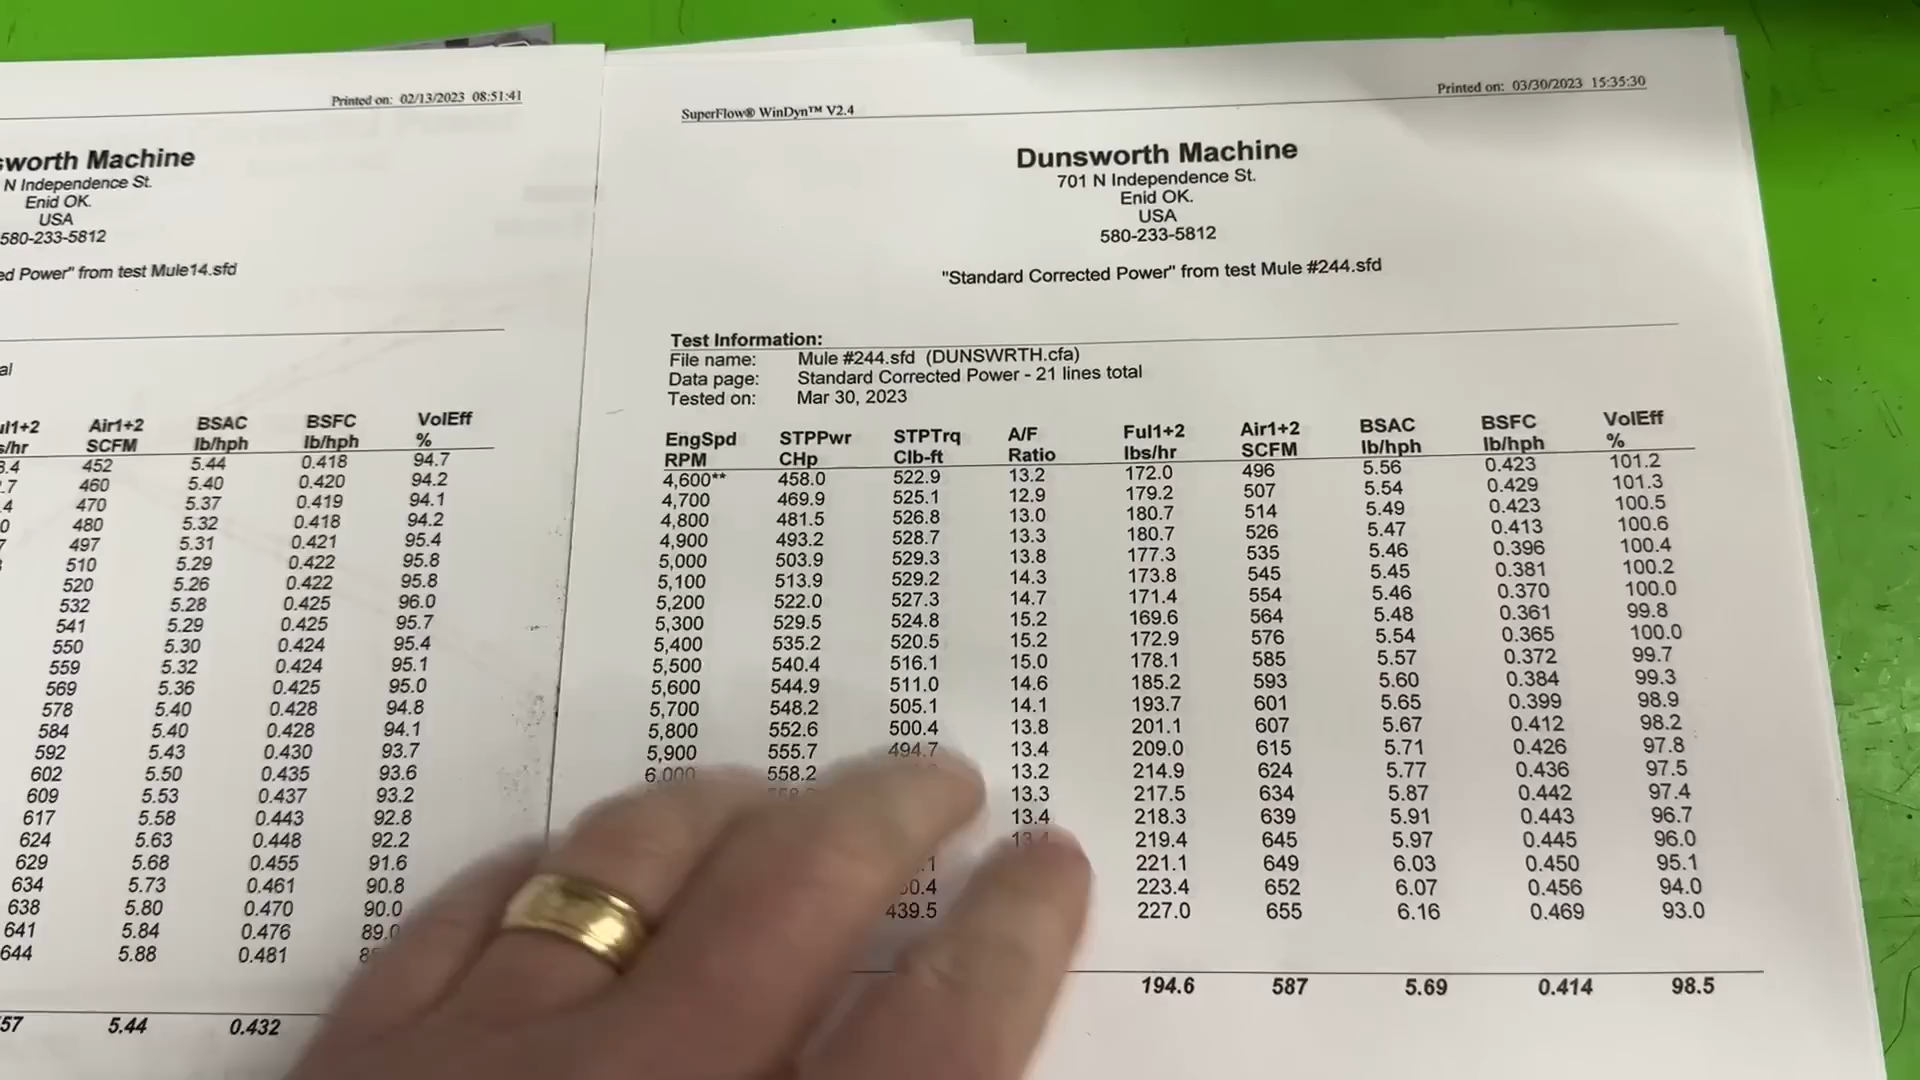 Printed on: 02/13/2023 08:51:41
sworth Machine
N Independence St.
Enid OK.
USA
580-233-5812
ed Power" from test Mule14.sfd
al
ul1+2 Air1+2 BSAC BSFC VolEff
s/hr SCFM lb/hph lb/hph %
3.4 452 5.44 0.418 94.7
.7 460 5.40 0.420 94.2
.4 470 5.37 0.419 94.1
0 480 5.32 0.418 94.2
7 497 5.31 0.421 95.4
510 5.29 0.422 95.8
520 5.26 0.422 95.8
532 5.28 0.425 96.0
541 5.29 0.425 95.7
550 5.30 0.424 95.4
559 5.32 0.424 95.1
569 5.36 0.425 95.0
578 5.40 0.428 94.8
584 5.40 0.428 94.1
592 5.43 0.430 93.7
602 5.50 0.435 93.6
609 5.53 0.437 93.2
617 5.58 0.443 92.8
624 5.63 0.448 92.2
629 5.68 0.455 91.6
634 5.73 0.461 90.8
638 5.80 0.470 90.0
641 5.84 0.476 89.0
644 5.88 0.481
57 5.44 0.432
SuperFlow® WinDyn™ V2.4
Printed on: 03/30/2023 15:35:30
Dunsworth Machine
701 N Independence St.
Enid OK.
USA
580-233-5812
"Standard Corrected Power" from test Mule #244.sfd
Test Information:
File name: Mule #244.sfd (DUNSWRTH.cfa)
Data page: Standard Corrected Power - 21 lines total
Tested on: Mar 30, 2023
EngSpd STPPwr STPTrq A/F Ful1+2 Air1+2 BSAC BSFC VolEff
RPM CHp Clb-ft Ratio lbs/hr SCFM lb/hph lb/hph %
4,600** 458.0 522.9 13.2 172.0 496 5.56 0.423 101.2
4,700 469.9 525.1 12.9 179.2 507 5.54 0.429 101.3
4,800 481.5 526.8 13.0 180.7 514 5.49 0.423 100.5
4,900 493.2 528.7 13.3 180.7 526 5.47 0.413 100.6
5,000 503.9 529.3 13.8 177.3 535 5.46 0.396 100.4
5,100 513.9 529.2 14.3 173.8 545 5.45 0.381 100.2
5,200 522.0 527.3 14.7 171.4 554 5.46 0.370 100.0
5,300 529.5 524.8 15.2 169.6 564 5.48 0.361 99.8
5,400 535.2 520.5 15.2 172.9 576 5.54 0.365 100.0
5,500 540.4 516.1 15.0 178.1 585 5.57 0.372 99.7
5,600 544.9 511.0 14.6 185.2 593 5.60 0.384 99.3
5,700 548.2 505.1 14.1 193.7 601 5.65 0.399 98.9
5,800 552.6 500.4 13.8 201.1 607 5.67 0.412 98.2
5,900 555.7 494.7 13.4 209.0 615 5.71 0.426 97.8
6,000 558.2 13.2 214.9 624 5.77 0.436 97.5
13.3 217.5 634 5.87 0.442 97.4
13.4 218.3 639 5.91 0.443 96.7
13.4 219.4 645 5.97 0.445 96.0
.1 221.1 649 6.03 0.450 95.1
0.4 223.4 652 6.07 0.456 94.0
439.5 227.0 655 6.16 0.469 93.0
194.6 587 5.69 0.414 98.5